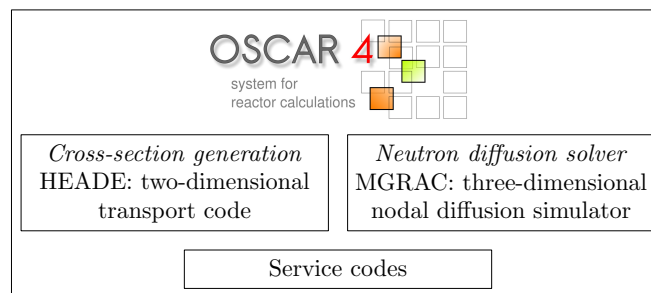 OSCAR 4
system for
reactor calculations
Cross-section generation
HEADE: two-dimensional
transport code
Neutron diffusion solver
MGRAC: three-dimensional
nodal diffusion simulator
Service codes